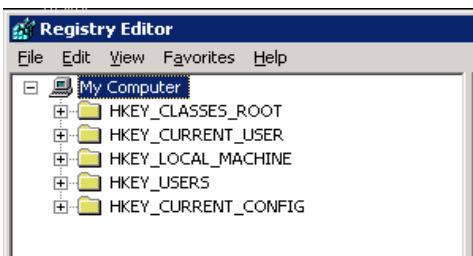 Registry Editor
File Edit View Favorites Help
My Computer
HKEY_CLASSES_ROOT
HKEY_CURRENT_USER
HKEY_LOCAL_MACHINE
HKEY_USERS
HKEY_CURRENT_CONFIG